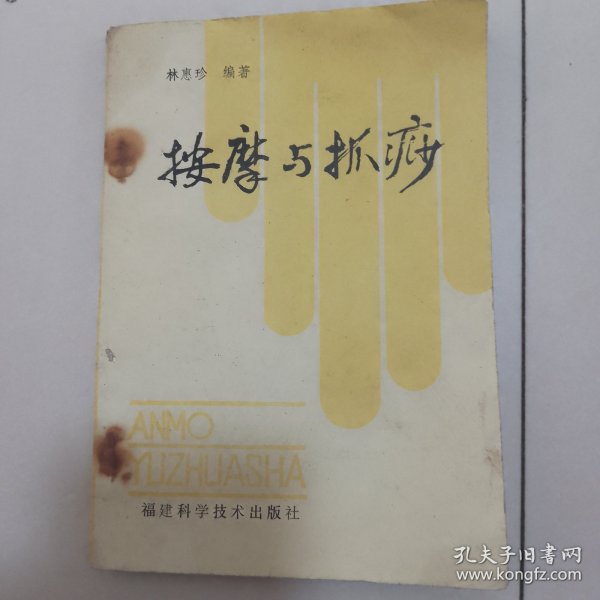 林惠珍 编著
按摩与抓痧
ANMO
YUZHUASHA
福建科学技术出版社
孔夫子旧书网
www.kongfz.com